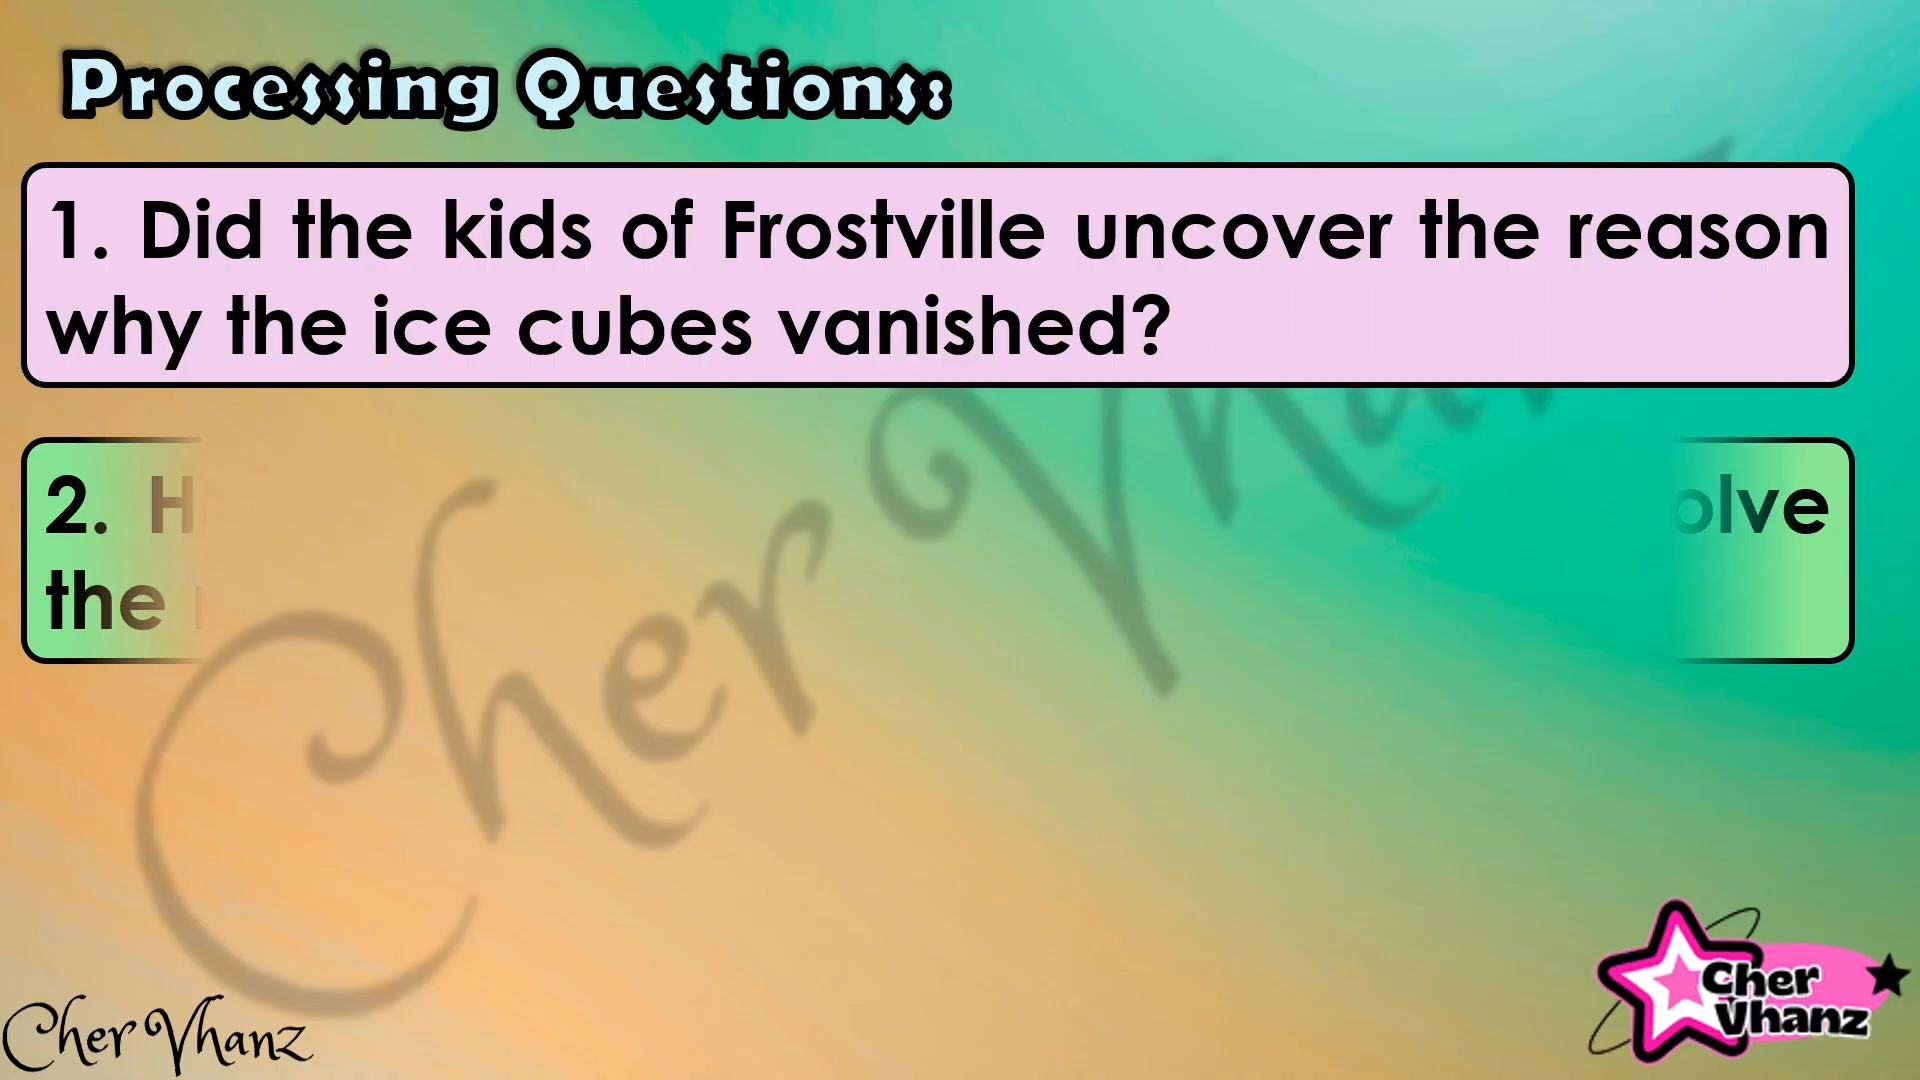 Processing Questions:
1. Did the kids of Frostville uncover the reason
why the ice cubes vanished?
2.
the
Cher Vhanz
Cher Vhanz
Cher
Vhanz